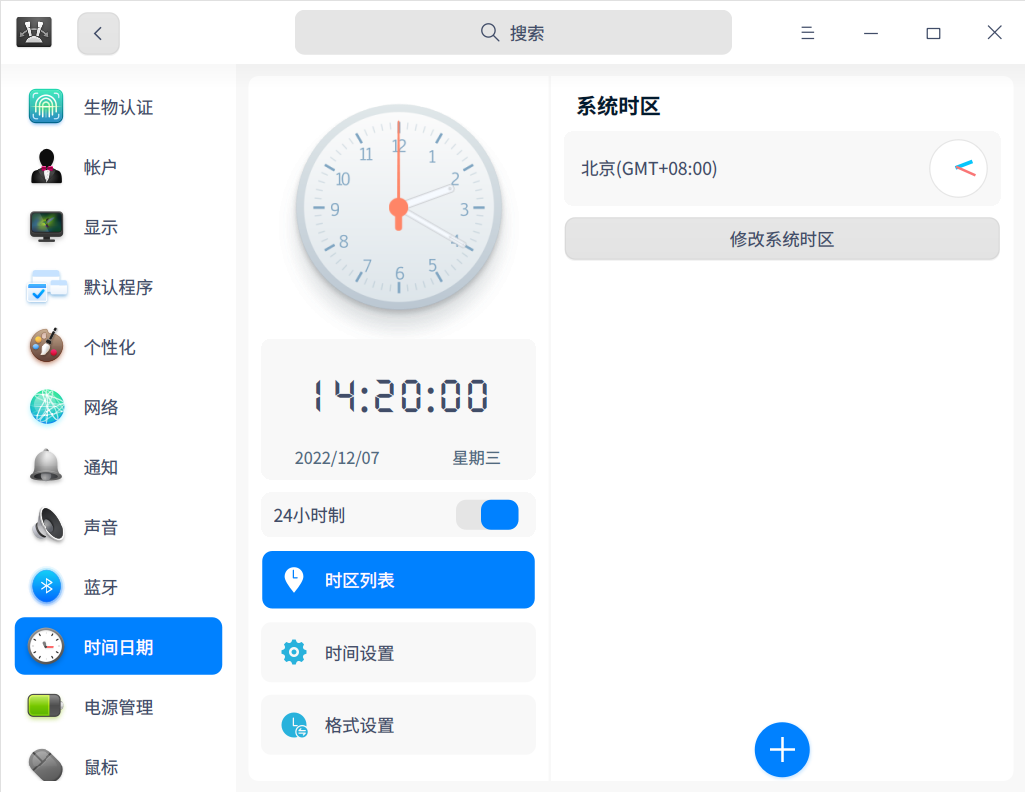 搜索
生物认证
帐户
显示
默认程序
个性化
网络
通知
声音
蓝牙
时间日期
电源管理
鼠标
12
1
2
3
4
5
6
7
8
9
10
11
14:20:00
2022/12/07 星期三
24小时制
时区列表
时间设置
格式设置
系统时区
北京(GMT+08:00)
修改系统时区